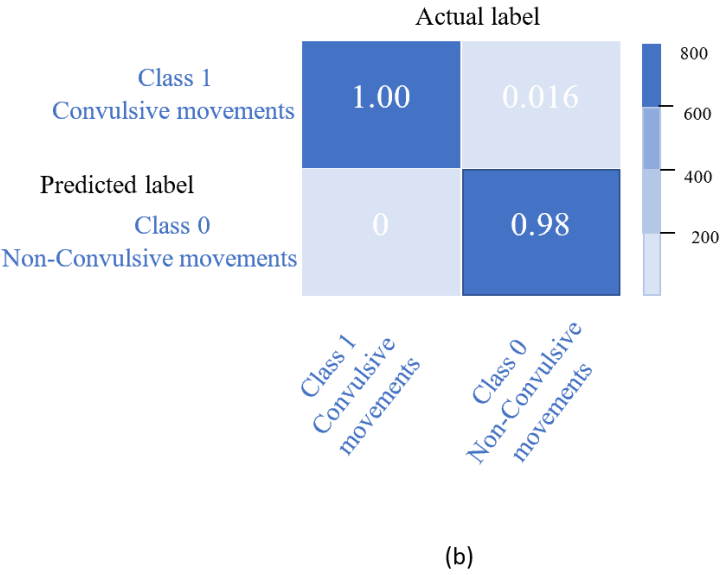 Actual label
Class 1
Convulsive movements
1.00
0.016
800
600
400
200
Predicted label
Class 0
Non-Convulsive movements
0
0.98
Class 1
Convulsive
movements
Class 0
Non-Convulsive
movements
(b)